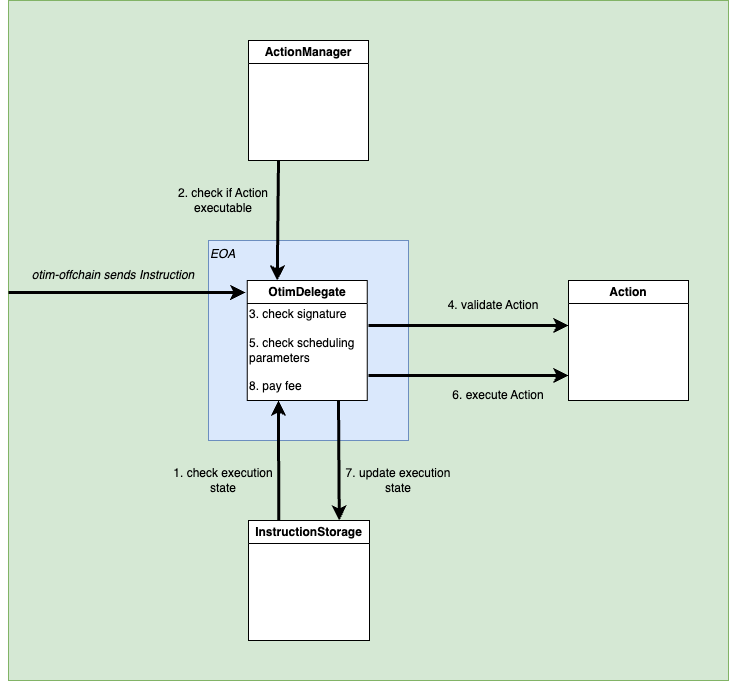 ActionManager
2. check if Action
executable
EOA
otim-offchain sends Instruction
OtimDelegate
3. check signature
5. check scheduling
parameters
8. pay fee
4. validate Action
Action
6. execute Action
1. check execution
state
7. update execution
state
InstructionStorage